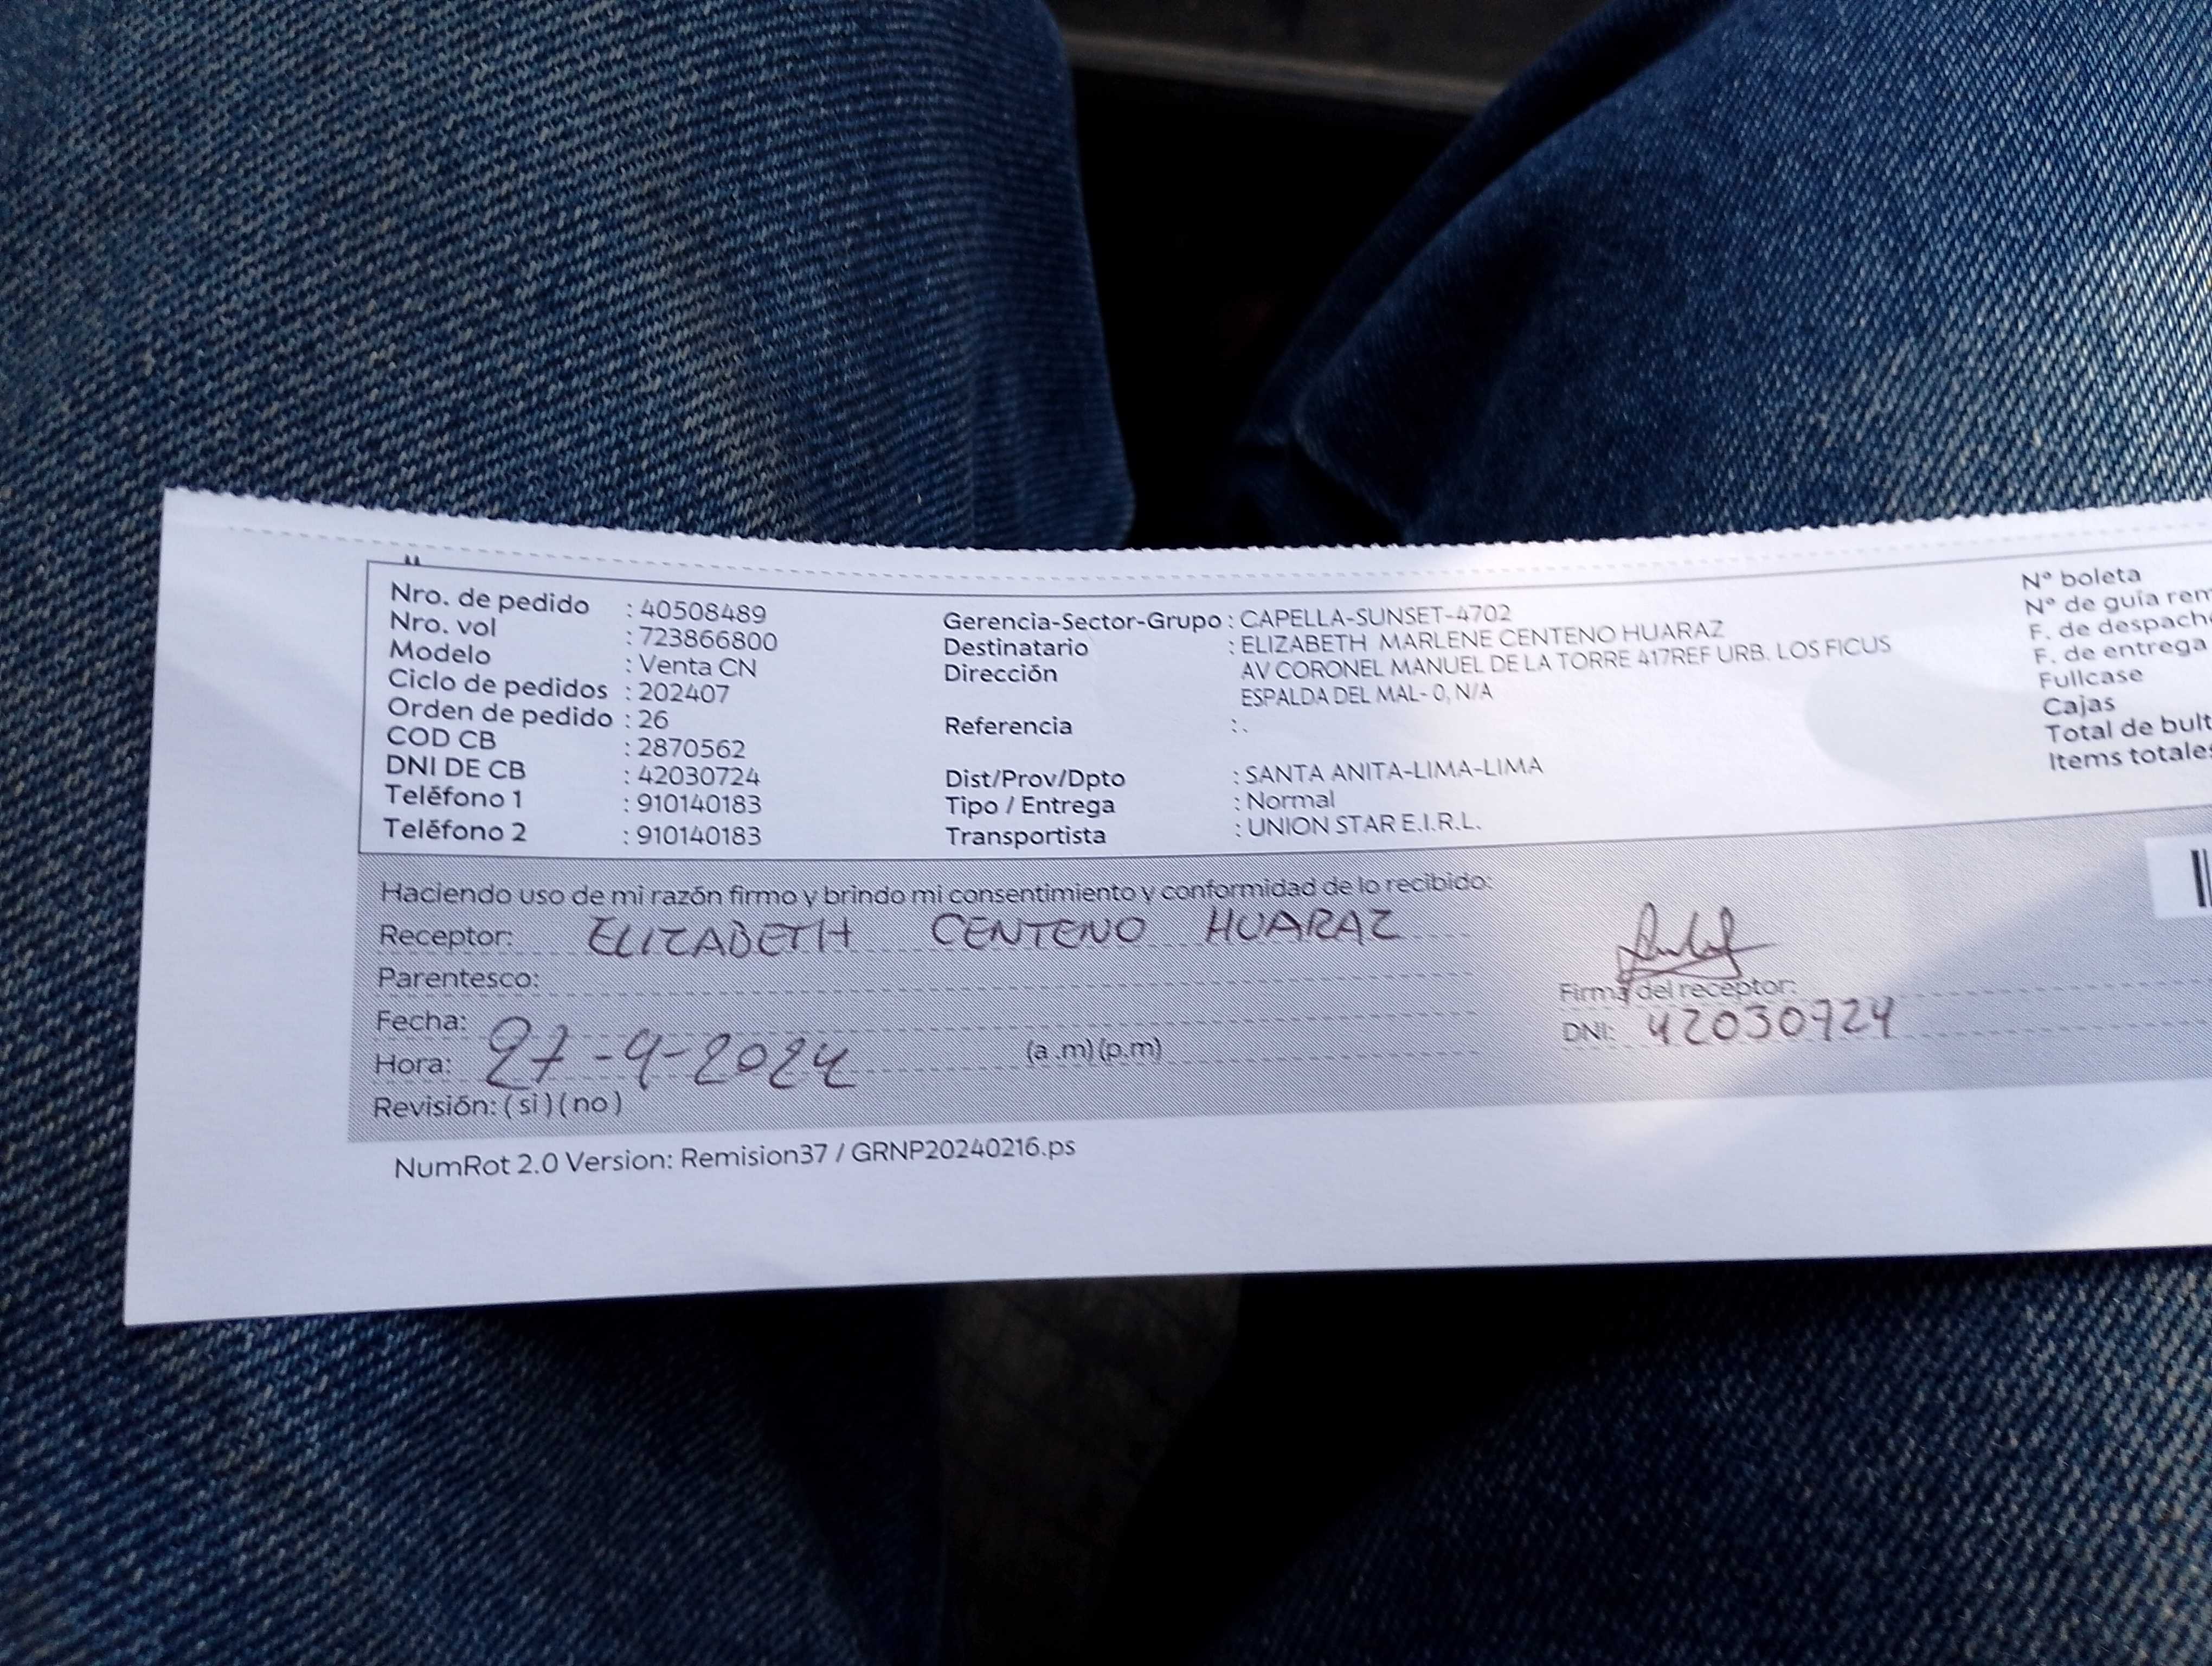 Nro. de pedido : 40508489
Nro. vol : 723866800
Modelo : Venta CN
Ciclo de pedidos : 202407
Orden de pedido : 26
COD CB : 2870562
DNI DE CB : 42030724
Teléfono 1 : 910140183
Teléfono 2 : 910140183
Gerencia-Sector-Grupo : CAPELLA-SUNSET-4702
Destinatario : ELIZABETH MARLENE CENTENO HUARAZ
Dirección AV CORONEL MANUEL DE LA TORRE 417REF URB. LOS FICUS
ESPALDA DEL MAL- 0, N/A
Referencia : .
Dist/Prov/Dpto : SANTA ANITA-LIMA-LIMA
Tipo / Entrega : Normal
Transportista : UNION STAR E.I.R.L.
N° boleta
N° de guía rem
F. de despach
F. de entrega
Fullcase
Cajas
Total de bult
Items totale
Haciendo uso de mi razón firmo y brindo mi consentimiento y conformidad de lo recibido:
Receptor: ELIZABETH CENTENO HUARAZ
Parentesco:
Fecha: 27-4-2024
Hora: (a .m) (p.m)
Revisión: ( si ) ( no )
Firma del receptor:
DNI: 42030724
NumRot 2.0 Version: Remision37 / GRNP20240216.ps